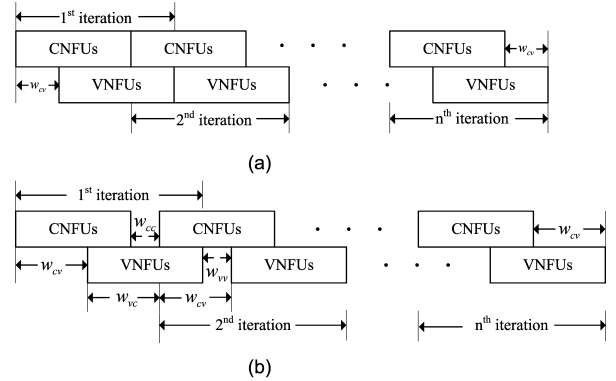 1st iteration
CNFUs CNFUs . . . CNFUs wcv
wcv VNFUs VNFUs . . . VNFUs
2nd iteration nth iteration
(a)
1st iteration
CNFUs wcc CNFUs . . . CNFUs wcv
wcv VNFUs wvv VNFUs . . . VNFUs
wvc wcv
2nd iteration nth iteration
(b)